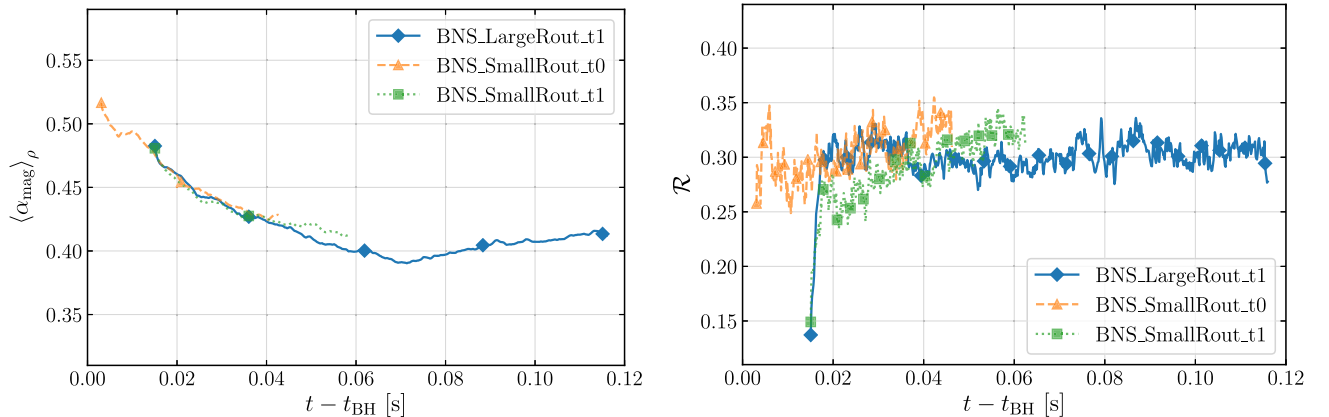 0.55
0.50
0.45
0.40
0.35
⟨α_mag⟩_ρ
0.00 0.02 0.04 0.06 0.08 0.10 0.12
t − t_BH [s]
BNS_LargeRout_t1
BNS_SmallRout_t0
BNS_SmallRout_t1
0.40
0.35
0.30
0.25
0.20
0.15
ℛ
0.00 0.02 0.04 0.06 0.08 0.10 0.12
t − t_BH [s]
BNS_LargeRout_t1
BNS_SmallRout_t0
BNS_SmallRout_t1